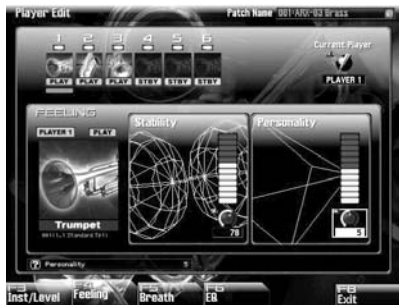 Player Edit
Patch Name 001:ARX-03 Brass
1 2 3 4 5 6
PLAY PLAY PLAY STBY STBY STBY
Current Player
PLAYER 1
FEELING
PLAYER 1 PLAY
Stability
Personality
Trumpet
78
5
? Personality 5
F3 F4 F5 F6 F8
Inst/Level Feeling Breath EQ Exit